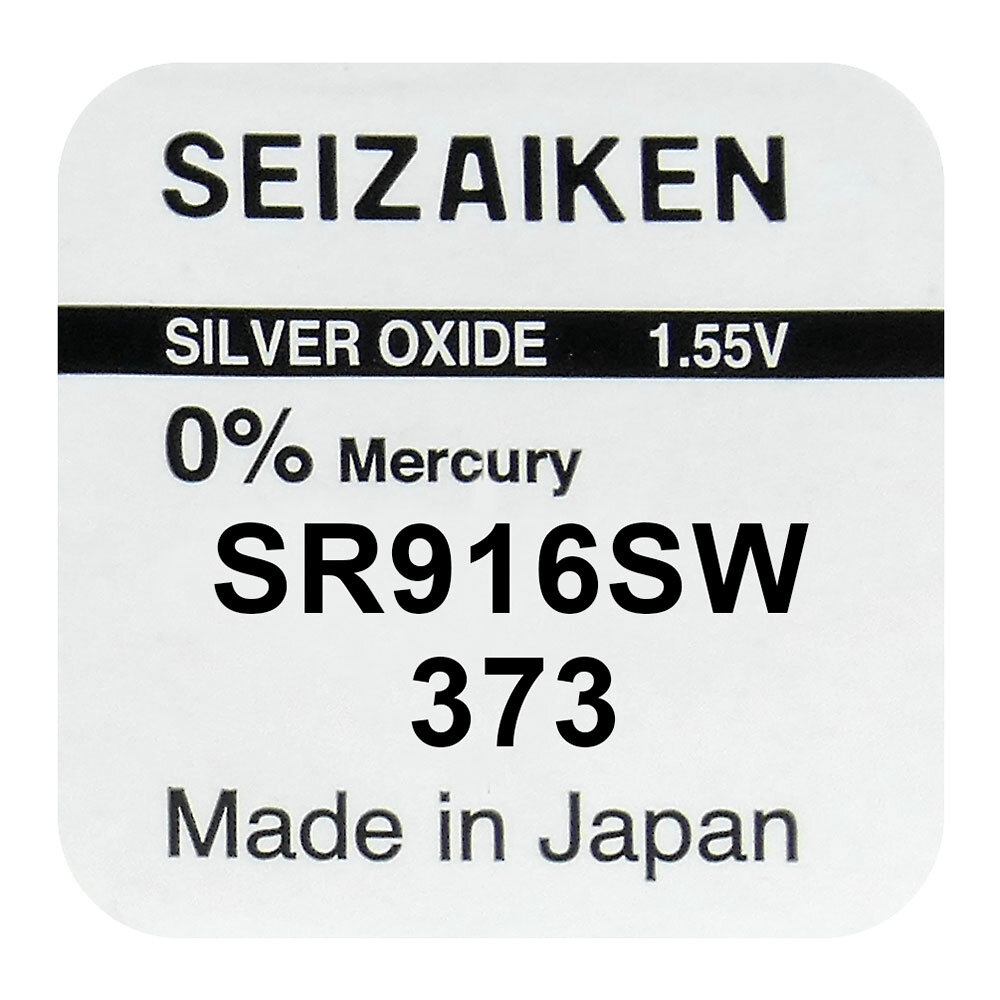 SEIZAIKEN
SILVER OXIDE 1.55V
0% Mercury
SR916SW
373
Made in Japan